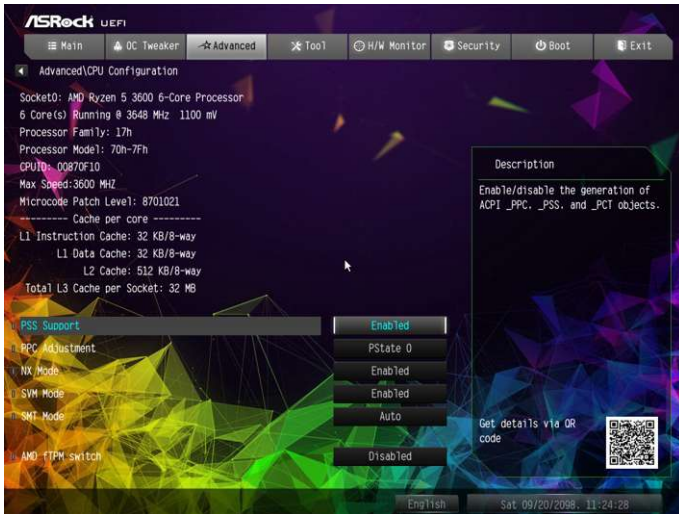 ASRock UEFI
Main OC Tweaker Advanced Tool H/W Monitor Security Boot Exit
Advanced\CPU Configuration
Socket0: AMD Ryzen 5 3600 6-Core Processor
6 Core(s) Running @ 3648 MHz 1100 mV
Processor Family: 17h
Processor Model: 70h-7Fh
CPUID: 00870F10
Max Speed:3600 MHZ
Microcode Patch Level: 8701021
--------- Cache per core ---------
L1 Instruction Cache: 32 KB/8-way
L1 Data Cache: 32 KB/8-way
L2 Cache: 512 KB/8-way
Total L3 Cache per Socket: 32 MB
PSS Support Enabled
PPC Adjustment PState 0
NX Mode Enabled
SVM Mode Enabled
SMT Mode Auto
AMD fTPM switch Disabled
Description
Enable/disable the generation of
ACPI _PPC, _PSS, and _PCT objects.
Get details via QR
code
English Sat 09/20/2098, 11:24:28